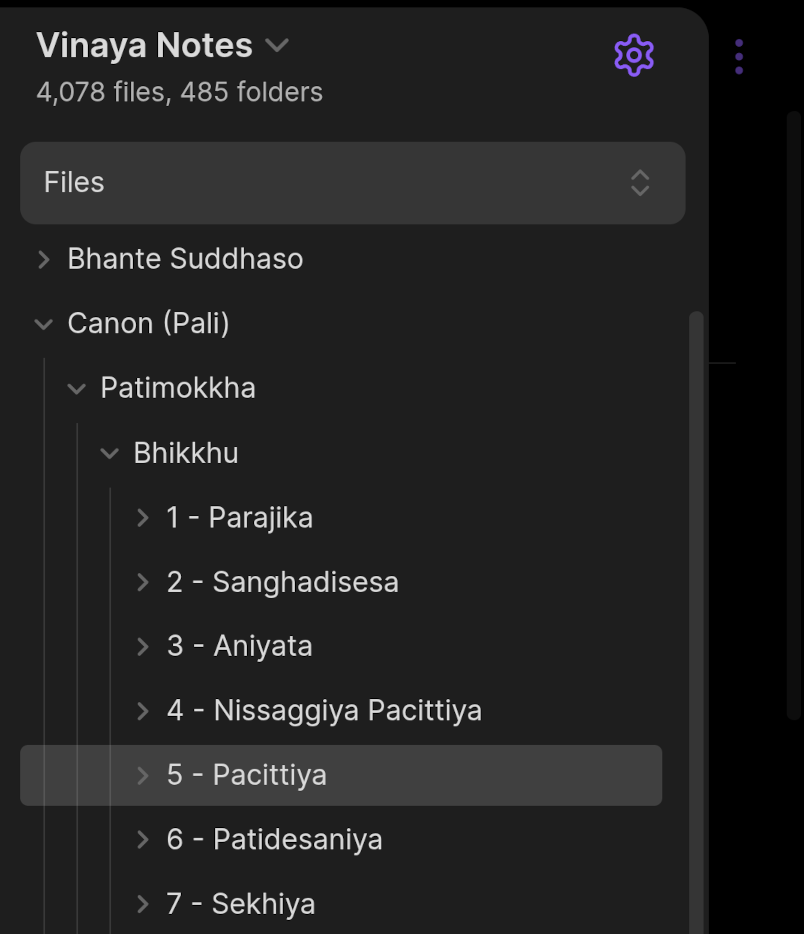 Vinaya Notes
4,078 files, 485 folders
Files
Bhante Suddhaso
Canon (Pali)
Patimokkha
Bhikkhu
1 - Parajika
2 - Sanghadisesa
3 - Aniyata
4 - Nissaggiya Pacittiya
5 - Pacittiya
6 - Patidesaniya
7 - Sekhiya